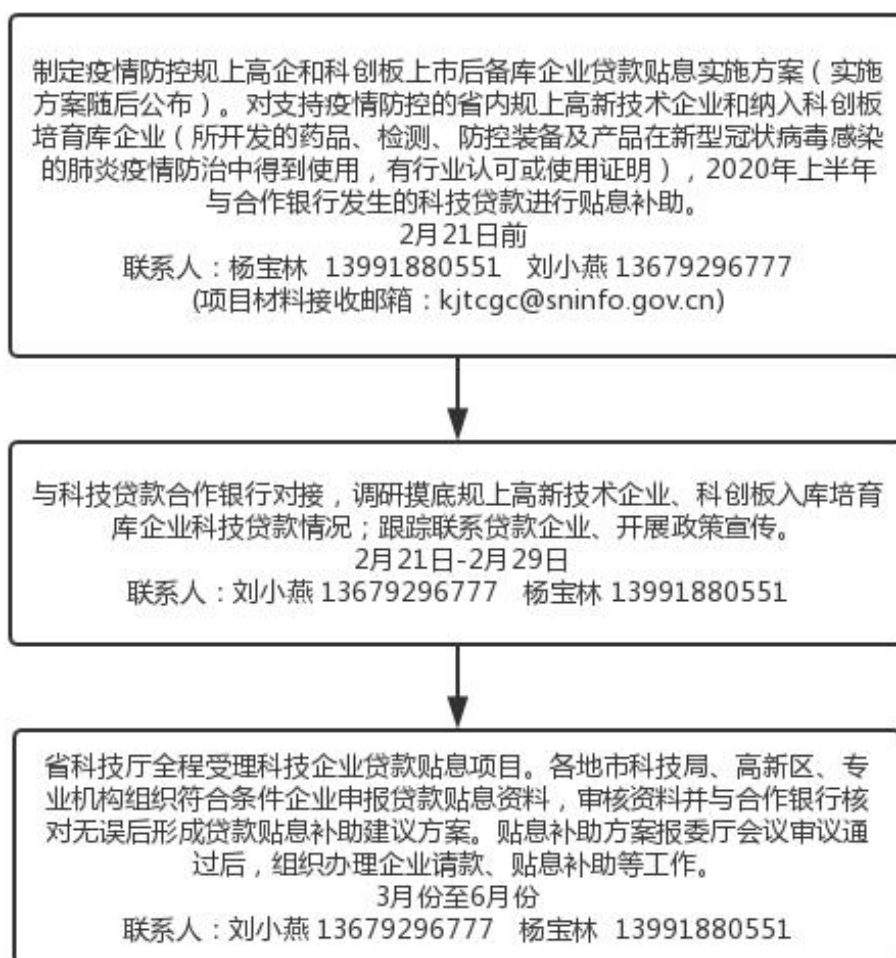 制定疫情防控规上高企和科创板上市后备库企业贷款贴息实施方案（实施
方案随后公布）。对支持疫情防控的省内规上高新技术企业和纳入科创板
培育库企业（所开发的药品、检测、防控装备及产品在新型冠状病毒感染
的肺炎疫情防治中得到使用，有行业认可或使用证明），2020年上半年
与合作银行发生的科技贷款进行贴息补助。
2月21日前
联系人：杨宝林 13991880551 刘小燕 13679296777
(项目材料接收邮箱：kjtcgc@sninfo.gov.cn)
与科技贷款合作银行对接，调研摸底规上高新技术企业、科创板入库培育
库企业科技贷款情况；跟踪联系贷款企业、开展政策宣传。
2月21日-2月29日
联系人：刘小燕 13679296777 杨宝林 13991880551
省科技厅全程受理科技企业贷款贴息项目。各地市科技局、高新区、专
业机构组织符合条件企业申报贷款贴息资料，审核资料并与合作银行核
对无误后形成贷款贴息补助建议方案。贴息补助方案报委厅会议审议通
过后，组织办理企业请款、贴息补助等工作。
3月份至6月份
联系人：刘小燕 13679296777 杨宝林 13991880551